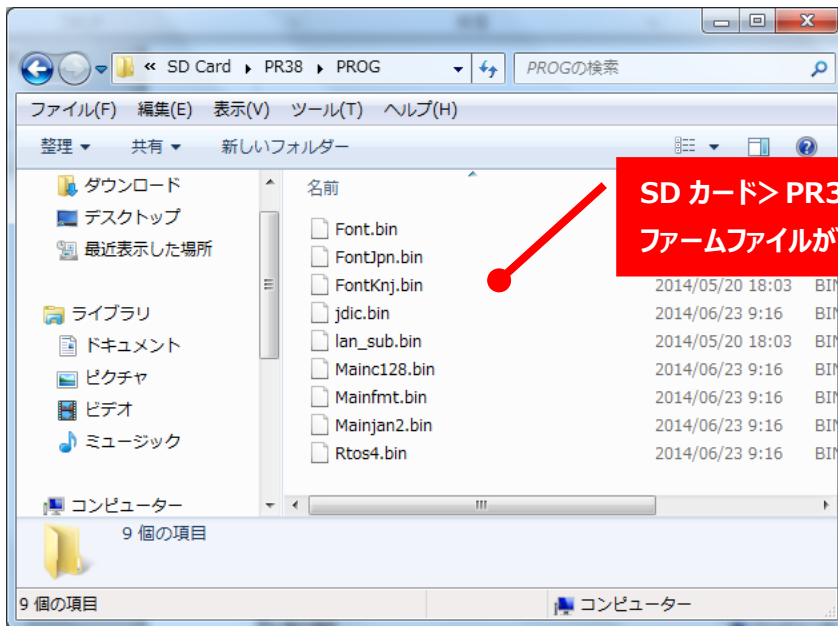 « SD Card ▸ PR38 ▸ PROG
PROGの検索
ファイル(F) 編集(E) 表示(V) ツール(T) ヘルプ(H)
整理 ▼ 共有 ▼ 新しいフォルダー
ダウンロード
デスクトップ
最近表示した場所
ライブラリ
ドキュメント
ピクチャ
ビデオ
ミュージック
コンピューター
名前
Font.bin
FontJpn.bin
FontKnj.bin 2014/05/20 18:03 BIN
jdic.bin 2014/06/23 9:16 BIN
lan_sub.bin 2014/05/20 18:03 BIN
Mainc128.bin 2014/06/23 9:16 BIN
Mainfmt.bin 2014/06/23 9:16 BIN
Mainjan2.bin 2014/06/23 9:16 BIN
Rtos4.bin 2014/06/23 9:16 BIN
SD カード> PR3
ファームファイルが
9 個の項目
9 個の項目
コンピューター